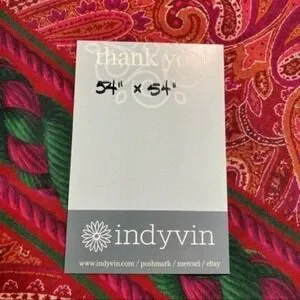 thank you
54" x 54"
indyvin
www.indyvin.com / poshmark / mercari / ebay